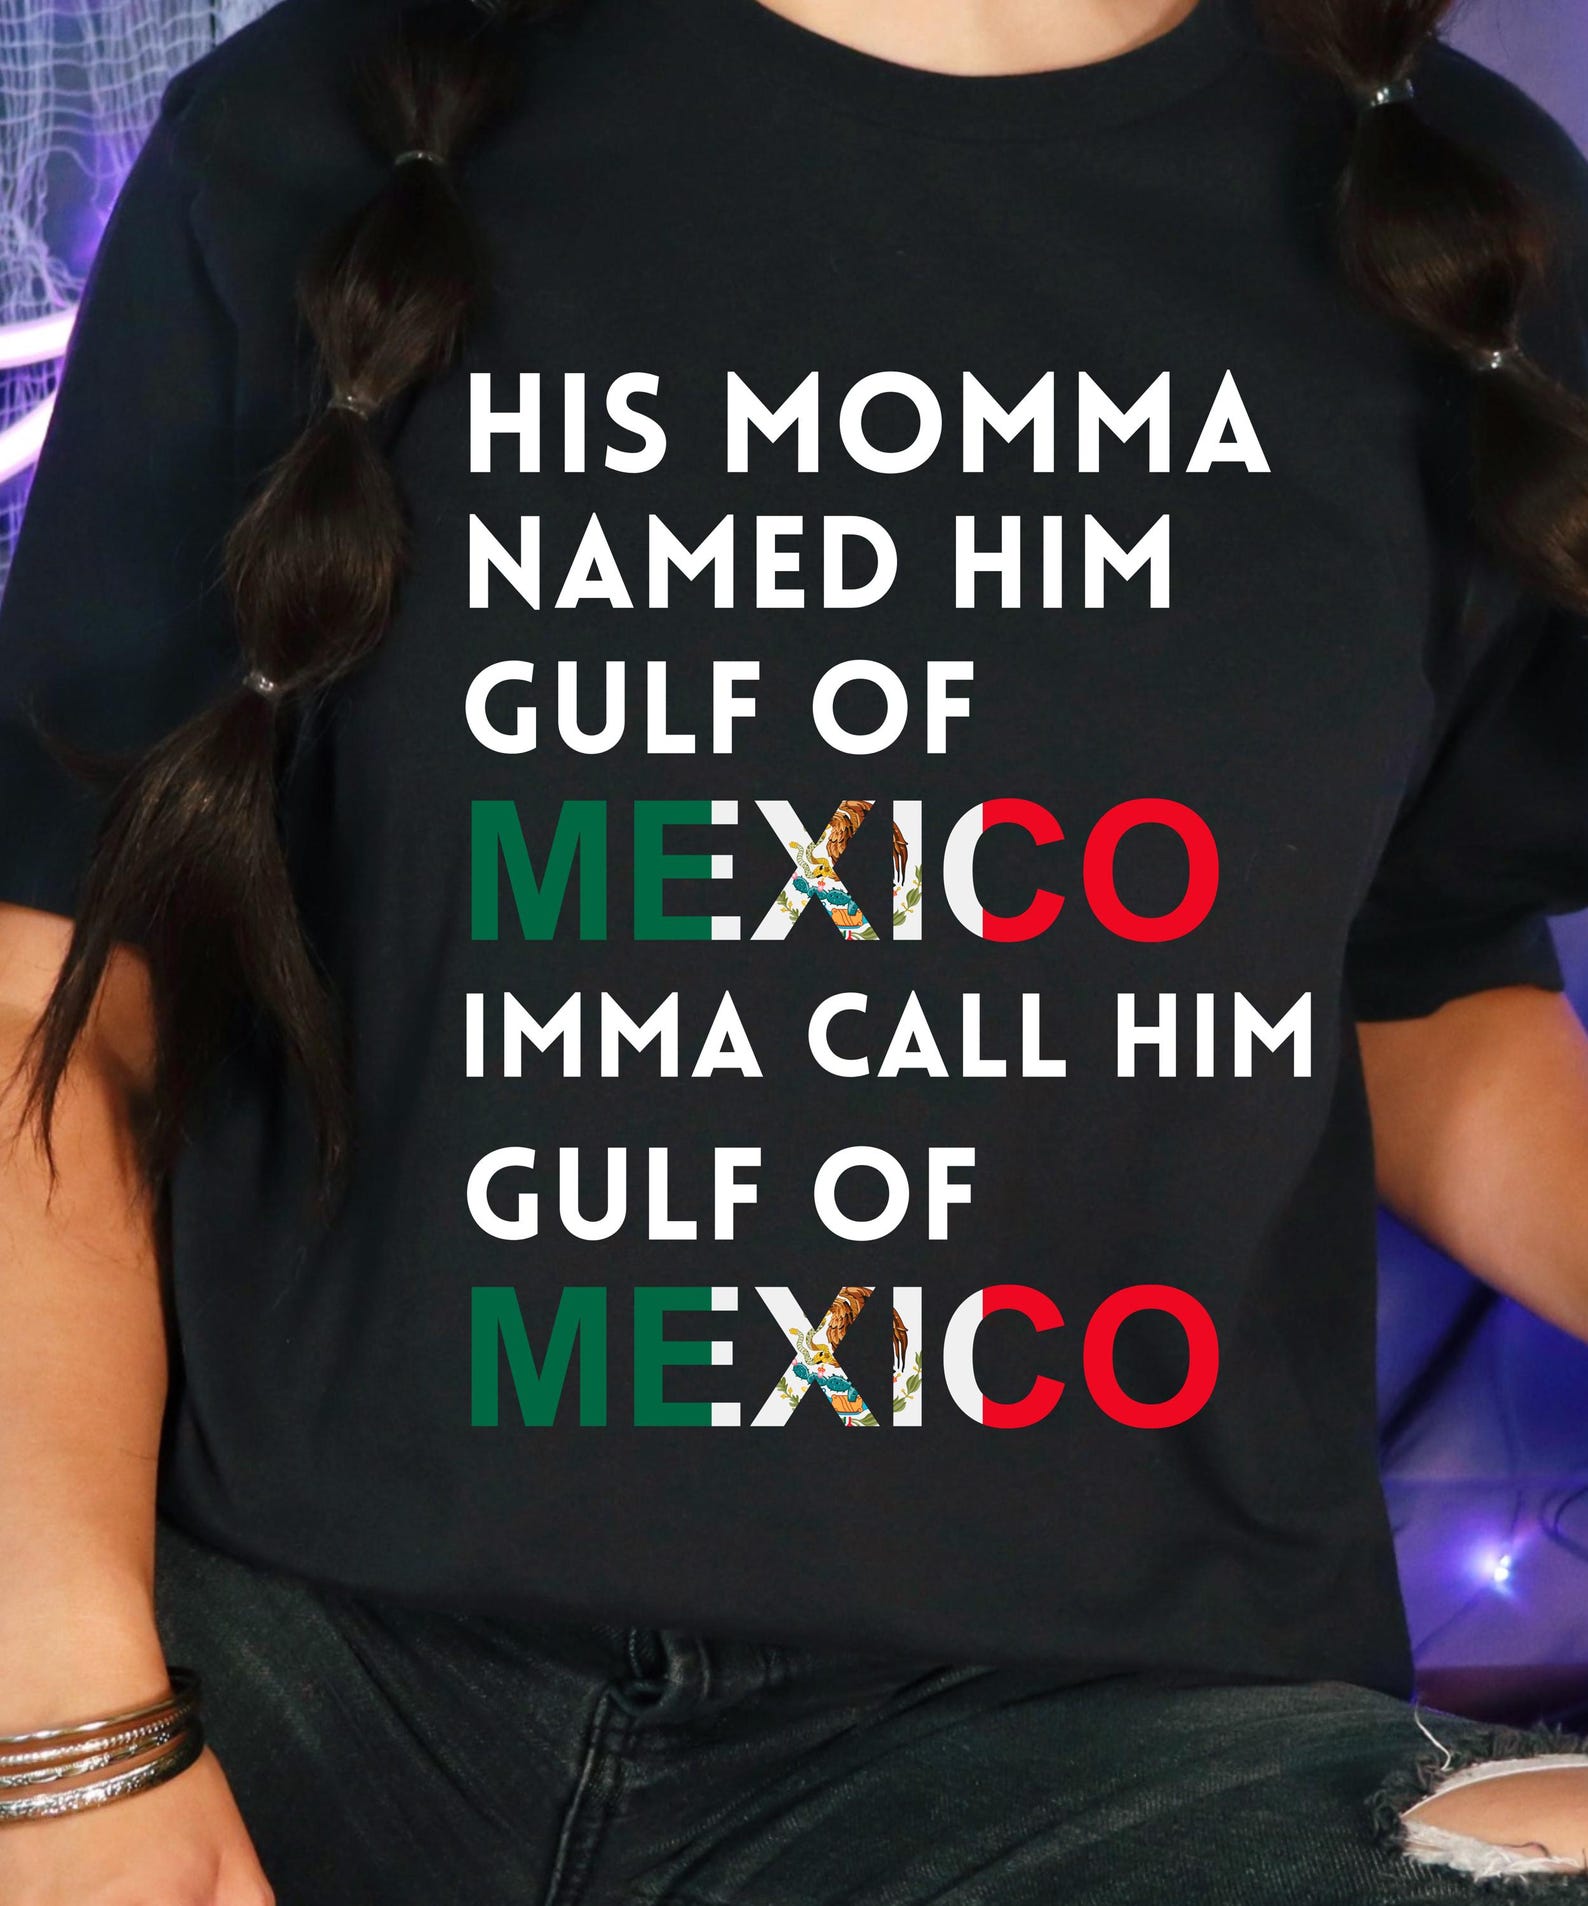 HIS MOMMA
NAMED HIM
GULF OF
MEXICO
IMMA CALL HIM
GULF OF
MEXICO